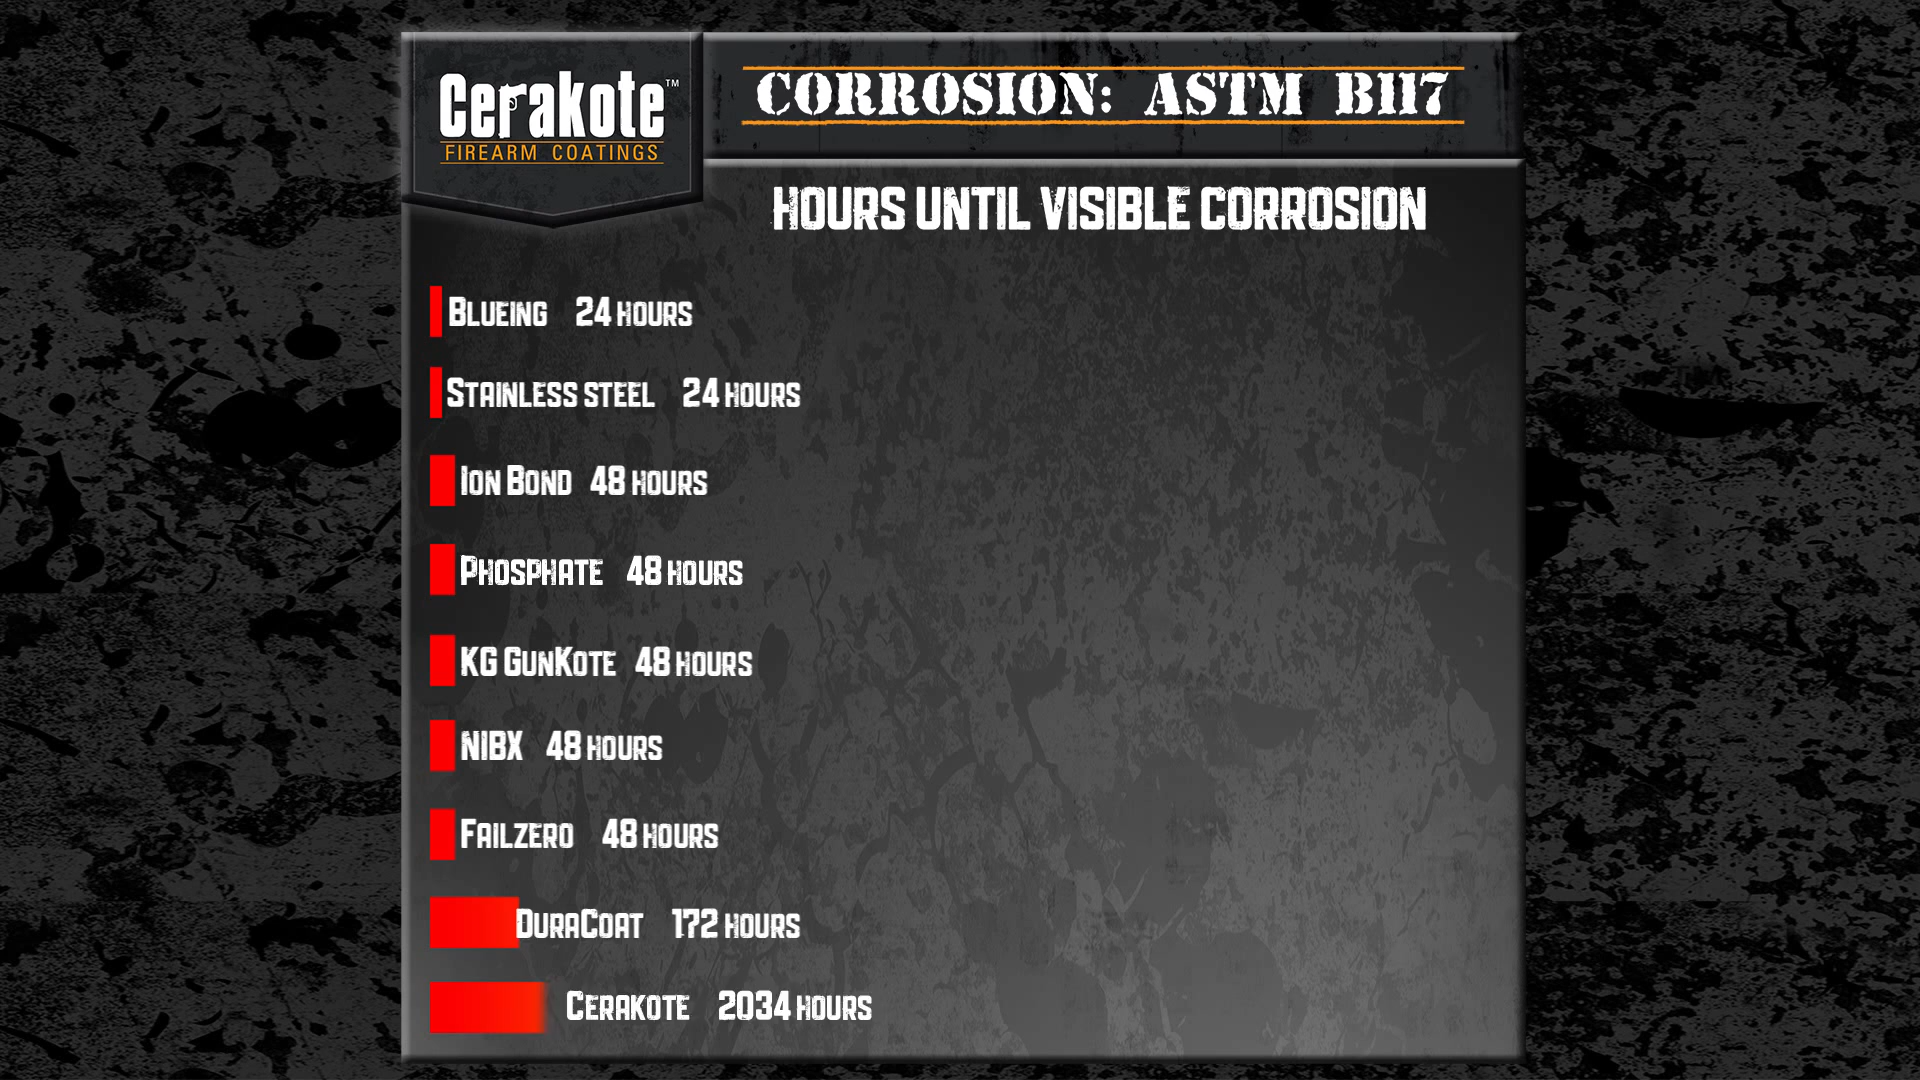 Cerakote™
FIREARM COATINGS
CORROSION: ASTM B117
HOURS UNTIL VISIBLE CORROSION
BLUEING 24 HOURS
STAINLESS STEEL 24 HOURS
ION BOND 48 HOURS
PHOSPHATE 48 HOURS
KG GUNKOTE 48 HOURS
NIBX 48 HOURS
FAILZERO 48 HOURS
DURACOAT 172 HOURS
CERAKOTE 2034 HOURS